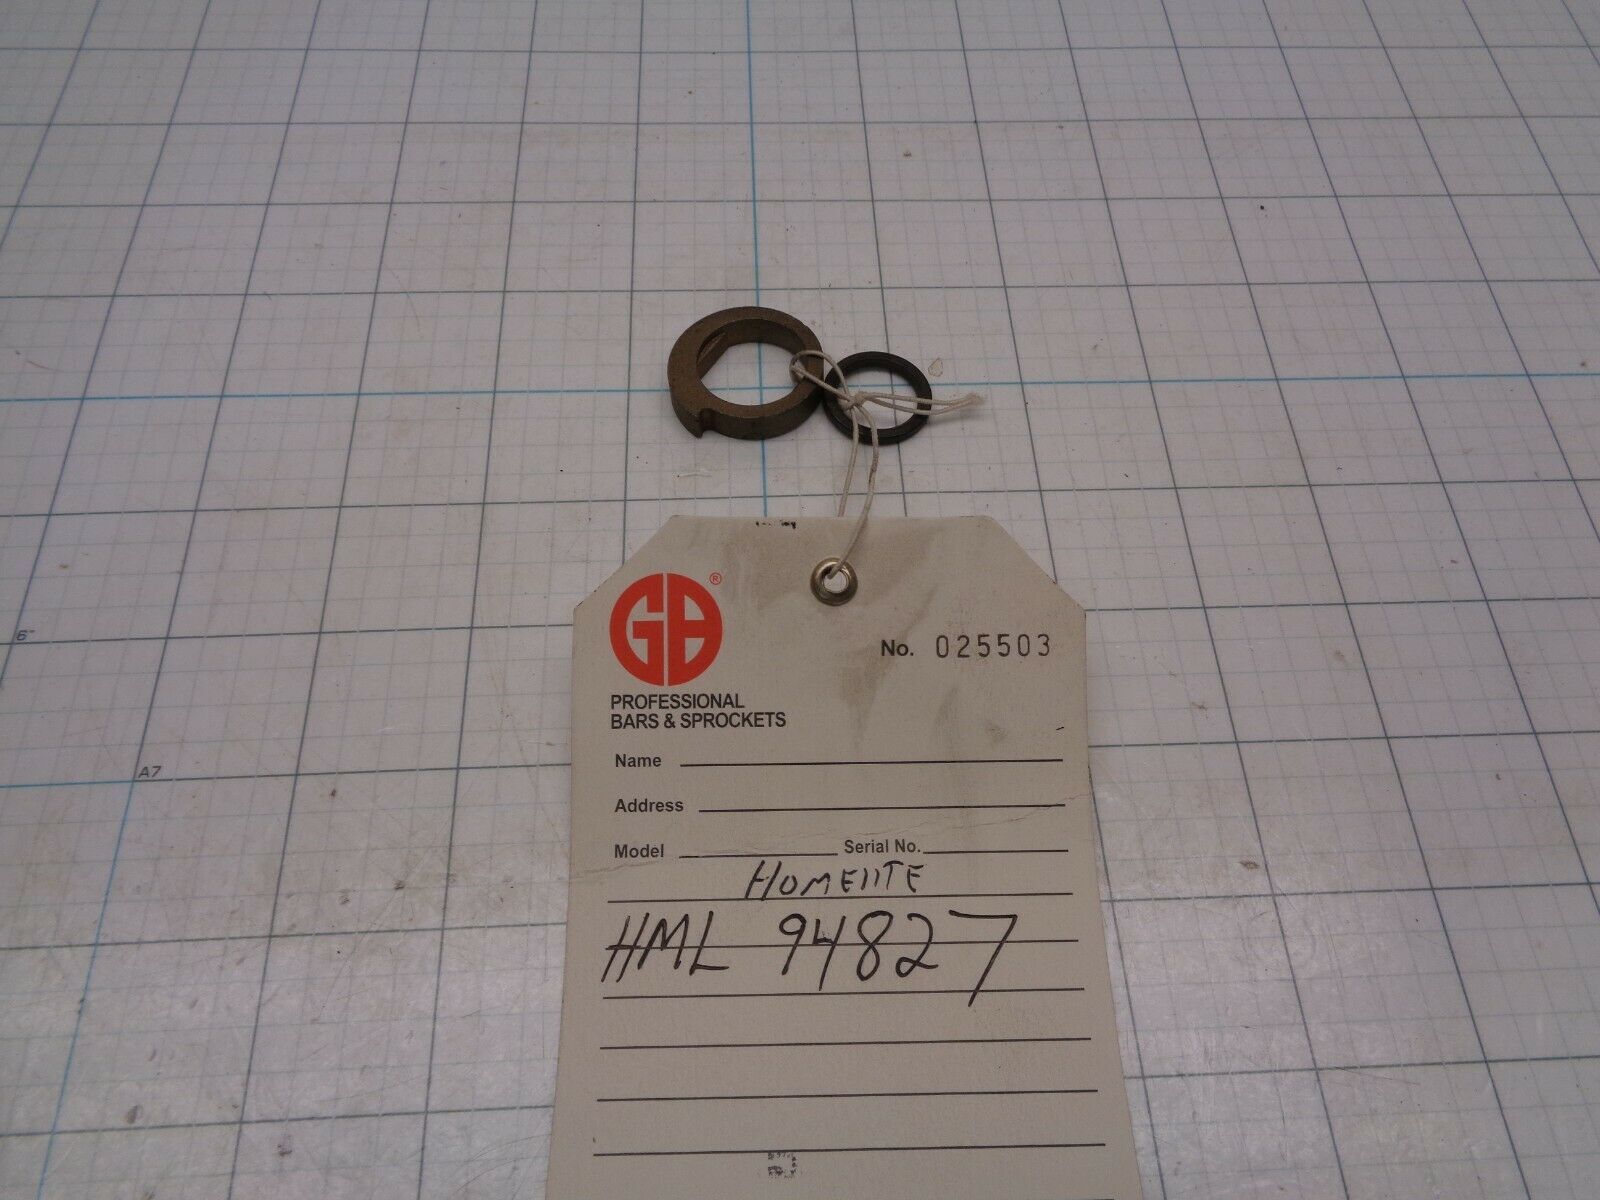 GB®
No. 025503
PROFESSIONAL
BARS & SPROCKETS
6"
Name
A7
Address
Model Serial No.
HOMElITE
HML 94827